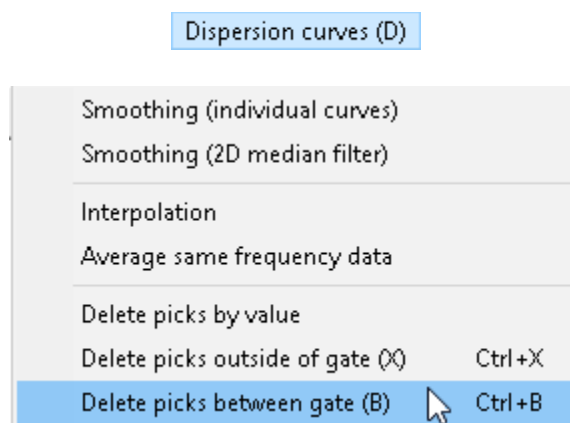 Dispersion curves (D)
Smoothing (individual curves)
Smoothing (2D median filter)
Interpolation
Average same frequency data
Delete picks by value
Delete picks outside of gate (X) Ctrl+X
Delete picks between gate (B) Ctrl+B